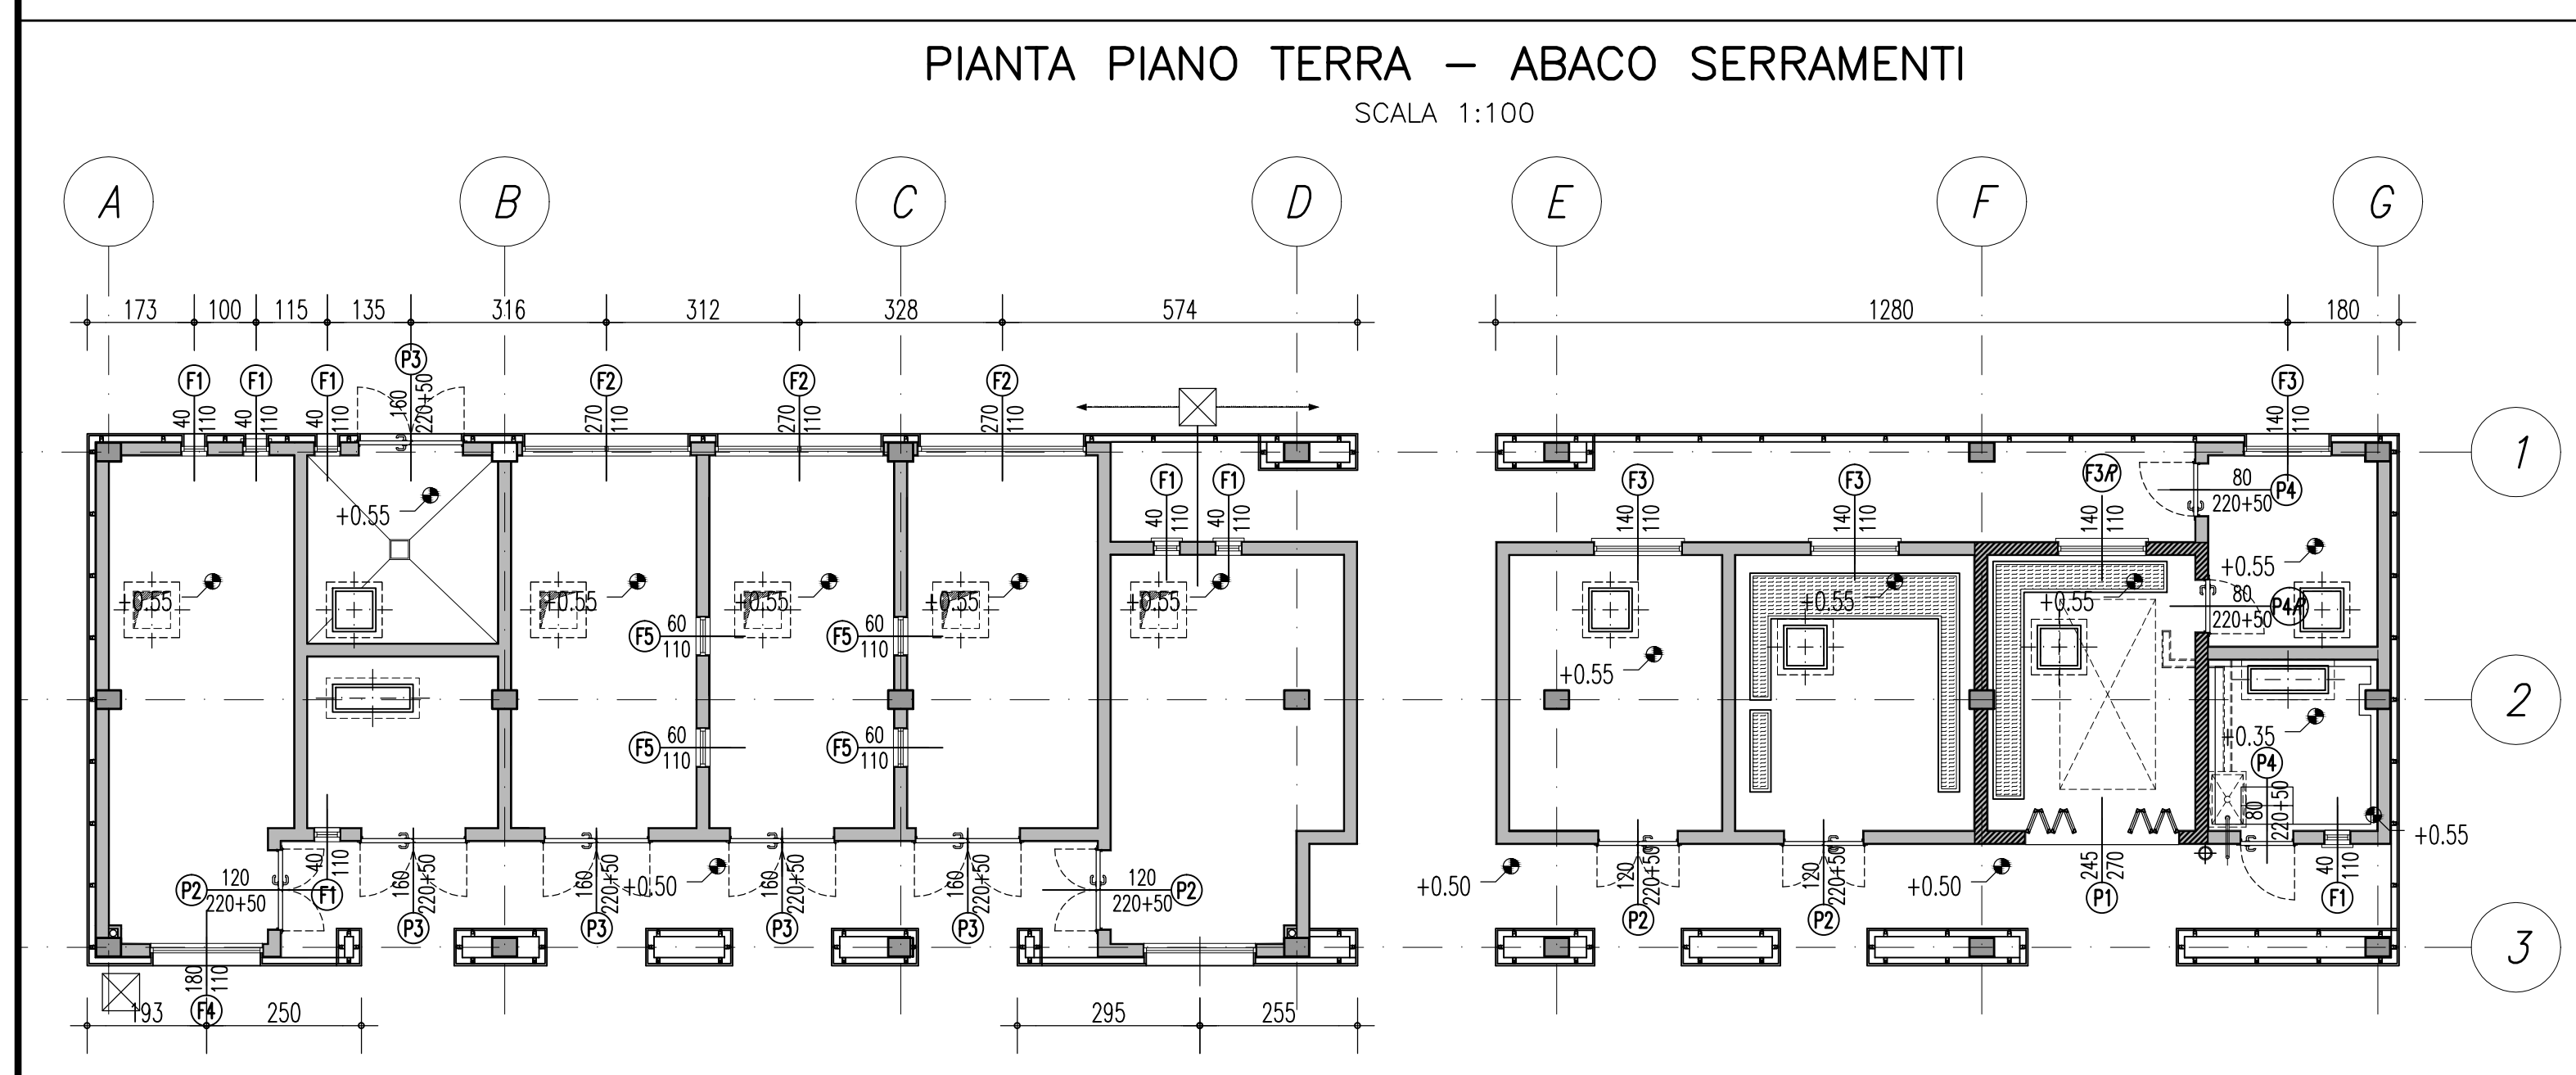 PIANTA PIANO TERRA – ABACO SERRAMENTI
SCALA 1:100
A B C D E F G
173 100 115 135 316 312 328 574 1280 180
P3
160
220+50
F1 F1 F1 F2 F2 F2 F3
40 110 40 110 40 110 270 110 270 110 270 110 140 110
1
F1 F1 F3 F3 F3R
40 110 40 110 140 110 140 110 140 110
80
220+50
P4
+0.55
+0.55
+0.55 +0.55 +0.55 +0.55 +0.55 +0.55 +0.55
80
220+50
P4R
F5 60 110 F5 60 110
+0.55
2
F5 60 110 F5 60 110
+0.35
P4
80
220+50
+0.55
P2 120 220+50
40 110
F1
160 220+50 160 220+50 160 220+50 160 220+50
+0.50
120 220+50 P2
+0.50
120 220+50 120 220+50
+0.50
245 270
40 110
P3 P3 P3 P3 P2 P2 P1 F1
3
180 110
F4
193 250 295 255